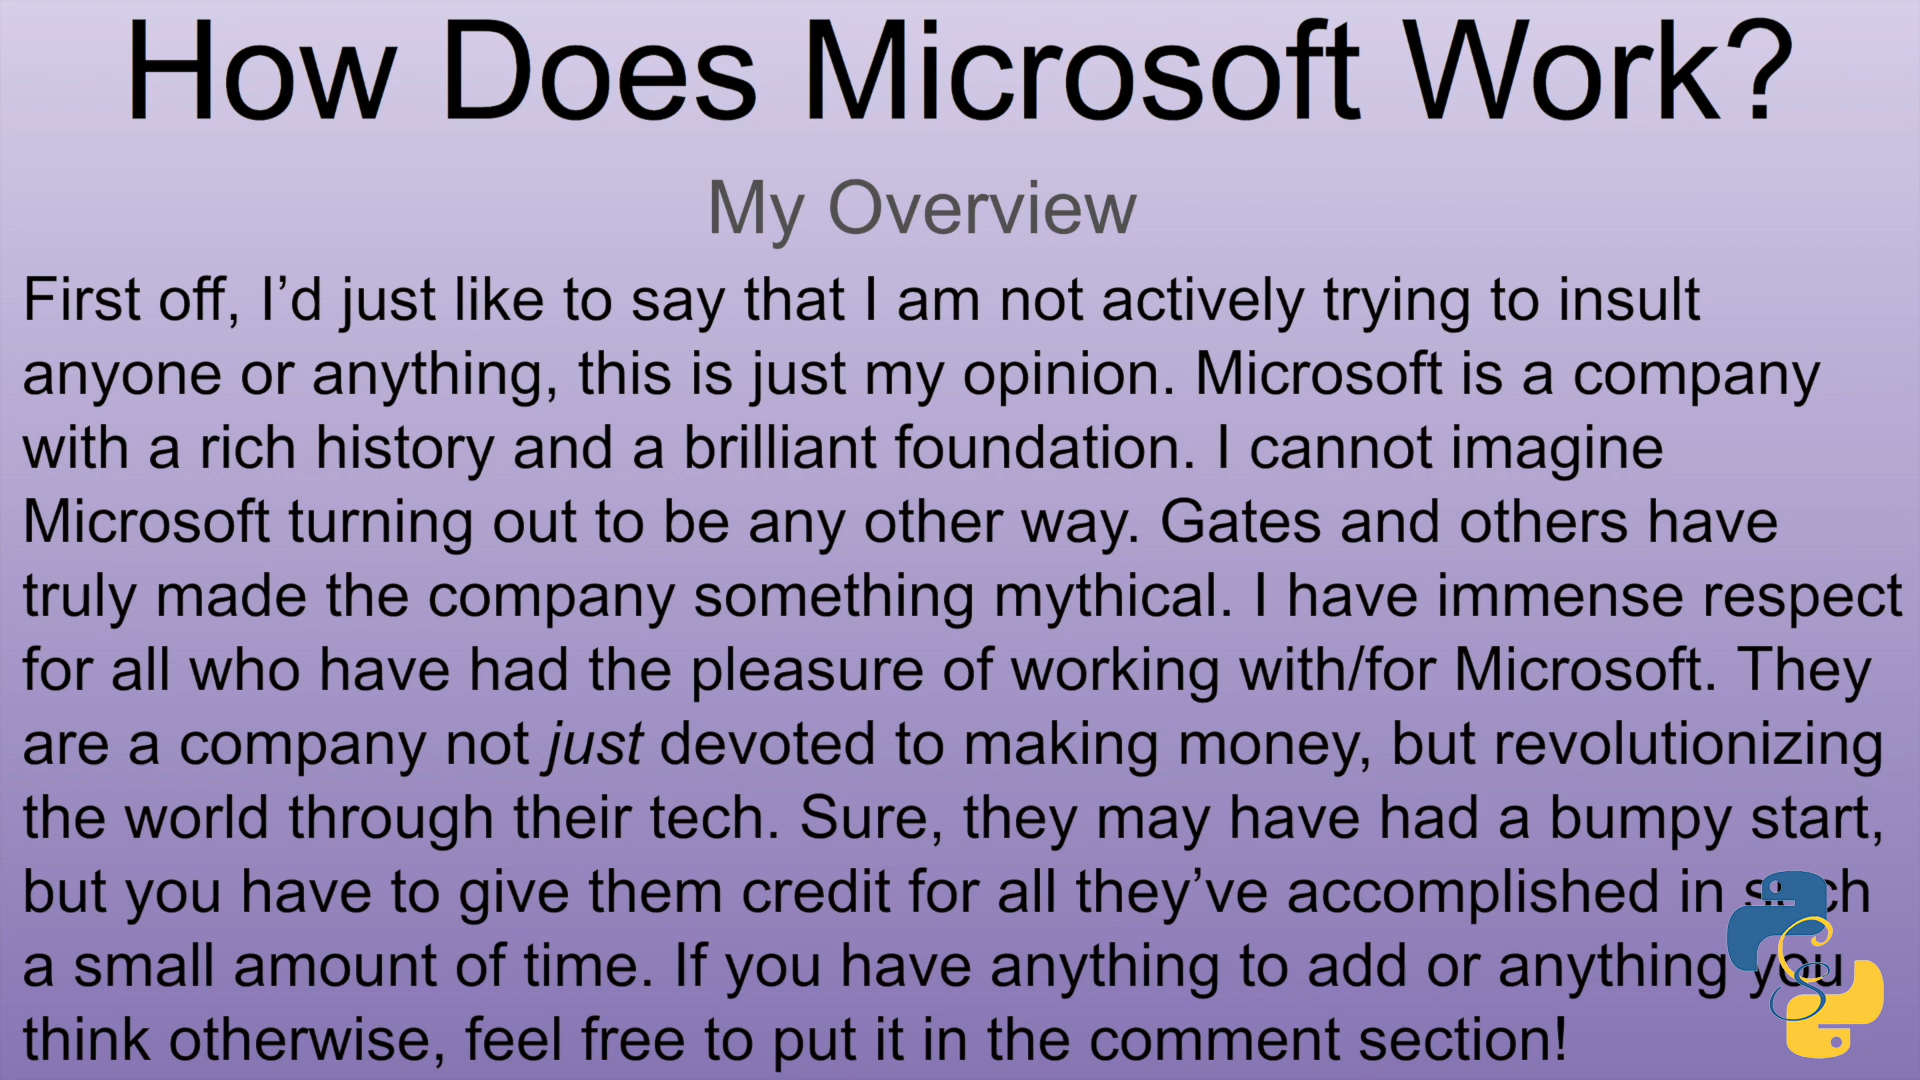 How Does Microsoft Work?
My Overview
First off, I’d just like to say that I am not actively trying to insult
anyone or anything, this is just my opinion. Microsoft is a company
with a rich history and a brilliant foundation. I cannot imagine
Microsoft turning out to be any other way. Gates and others have
truly made the company something mythical. I have immense respect
for all who have had the pleasure of working with/for Microsoft. They
are a company not just devoted to making money, but revolutionizing
the world through their tech. Sure, they may have had a bumpy start,
but you have to give them credit for all they’ve accomplished in such
a small amount of time. If you have anything to add or anything you
think otherwise, feel free to put it in the comment section!